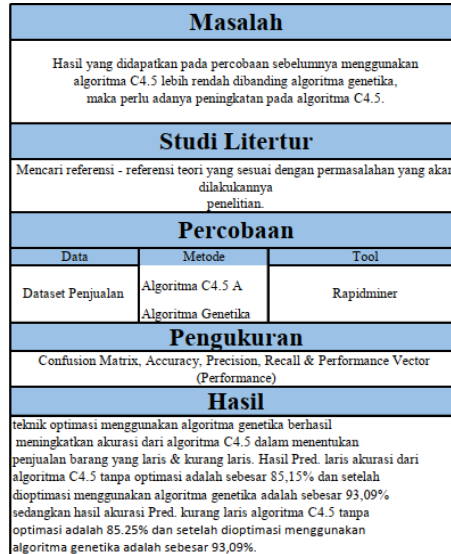 Masalah
Hasil yang didapatkan pada percobaan sebelumnya menggunakan
algoritma C4.5 lebih rendah dibanding algoritma genetika,
maka perlu adanya peningkatan pada algoritma C4.5.
Studi Litertur
Mencari referensi - referensi teori yang sesuai dengan permasalahan yang akan
dilakukannya
penelitian.
Percobaan
Data Metode Tool
Dataset Penjualan
Algoritma C4.5 A
Algoritma Genetika
Rapidminer
Pengukuran
Confusion Matrix, Accuracy, Precision, Recall & Performance Vector
(Performance)
Hasil
teknik optimasi menggunakan algoritma genetika berhasil
meningkatkan akurasi dari algoritma C4.5 dalam menentukan
penjualan barang yang laris & kurang laris. Hasil Pred. laris akurasi dari
algoritma C4.5 tanpa optimasi adalah sebesar 85,15% dan setelah
dioptimasi menggunakan algoritma genetika adalah sebesar 93,09%
sedangkan hasil akurasi Pred. kurang laris algoritma C4.5 tanpa
optimasi adalah 85.25% dan setelah dioptimasi menggunakan
algoritma genetika adalah sebesar 93,09%.